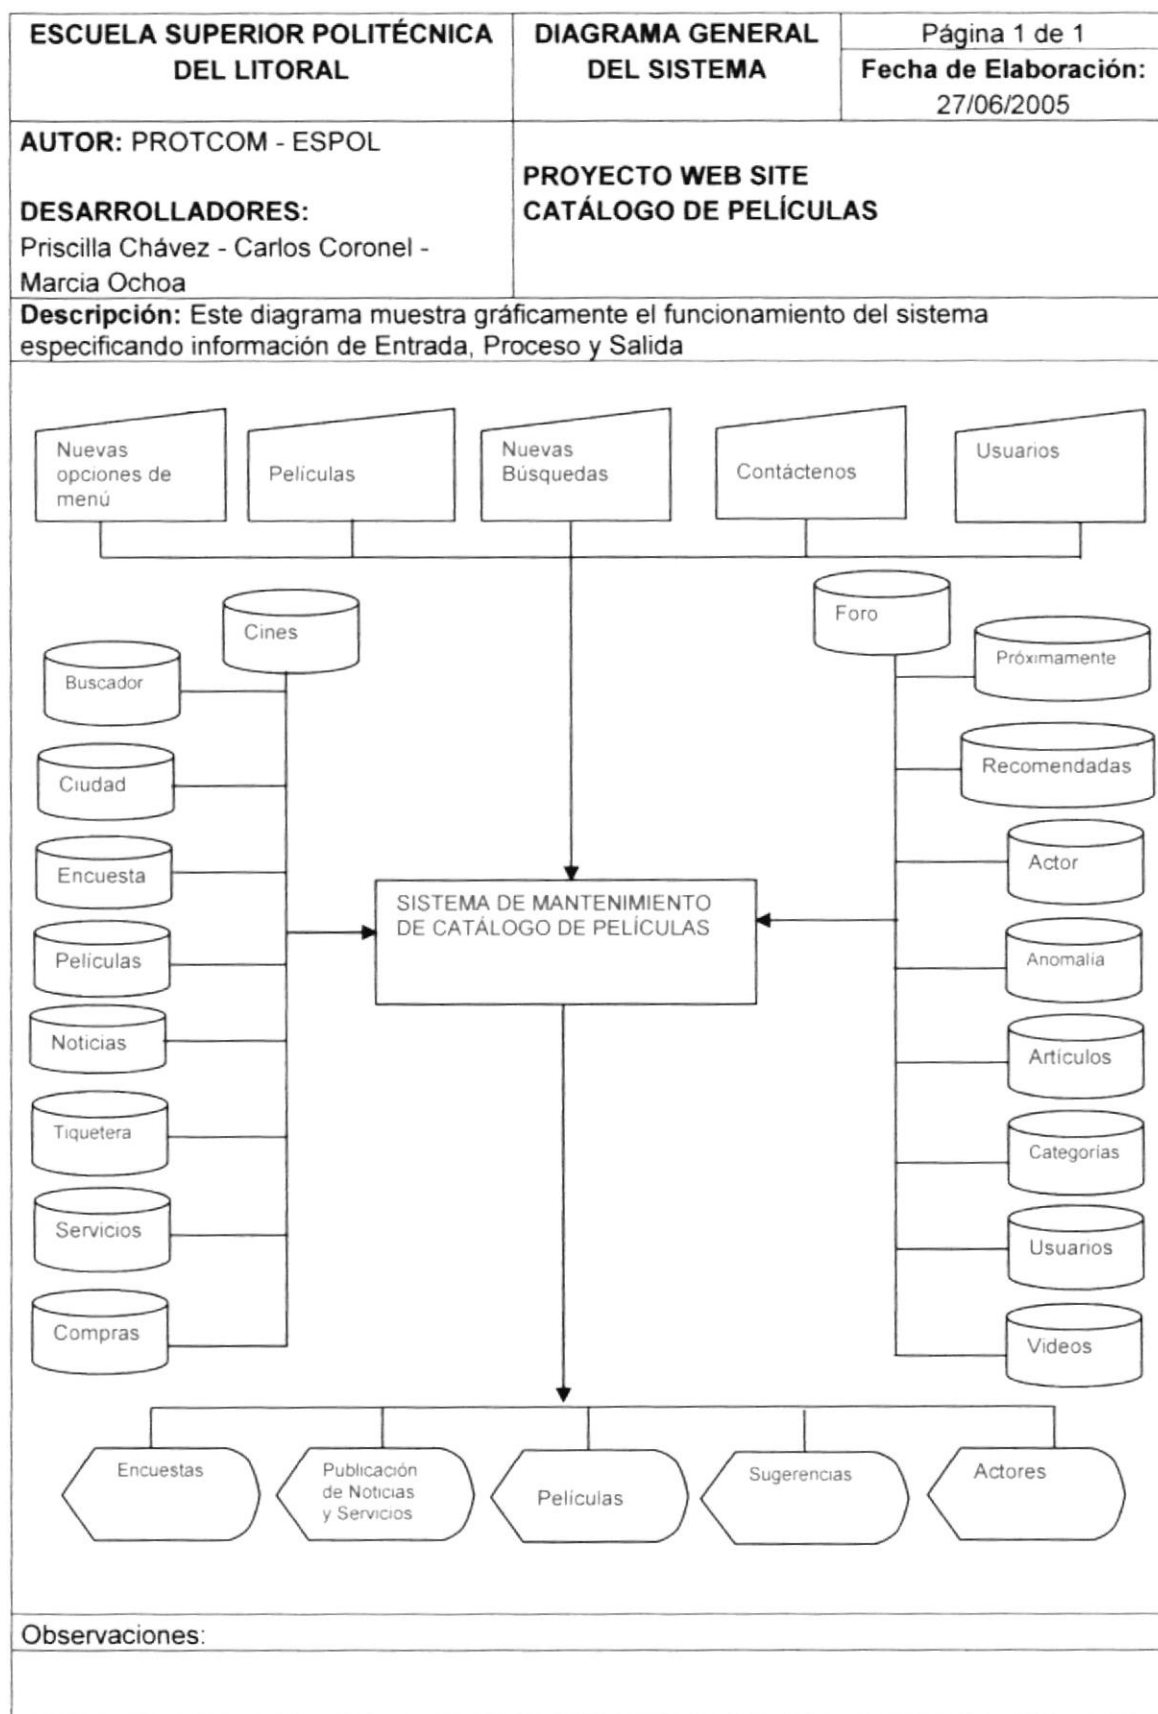 ESCUELA SUPERIOR POLITÉCNICA
DEL LITORAL
DIAGRAMA GENERAL
DEL SISTEMA
Página 1 de 1
Fecha de Elaboración:
27/06/2005
AUTOR: PROTCOM - ESPOL
DESARROLLADORES:
Priscilla Chávez - Carlos Coronel -
Marcia Ochoa
PROYECTO WEB SITE
CATÁLOGO DE PELÍCULAS
Descripción: Este diagrama muestra gráficamente el funcionamiento del sistema
especificando información de Entrada, Proceso y Salida
Nuevas
opciones de
menú
Películas
Nuevas
Búsquedas
Contáctenos
Usuarios
Cines
Buscador
Ciudad
Encuesta
Películas
Noticias
Tiquetera
Servicios
Compras
Foro
Próximamente
Recomendadas
Actor
Anomalía
Artículos
Categorías
Usuarios
Videos
SISTEMA DE MANTENIMIENTO
DE CATÁLOGO DE PELÍCULAS
Encuestas
Publicación
de Noticias
y Servicios
Películas
Sugerencias
Actores
Observaciones: